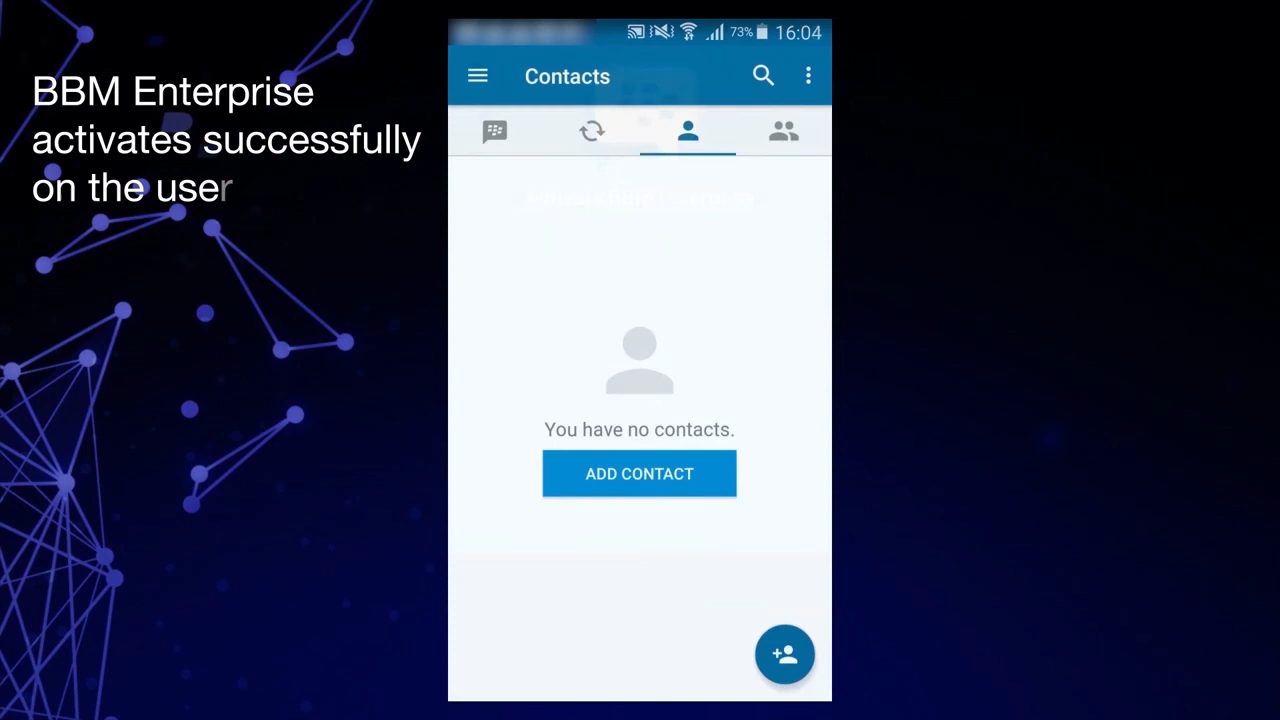 BBM Enterprise
activates successfully
on the user
73% 16:04
Contacts
You have no contacts.
ADD CONTACT